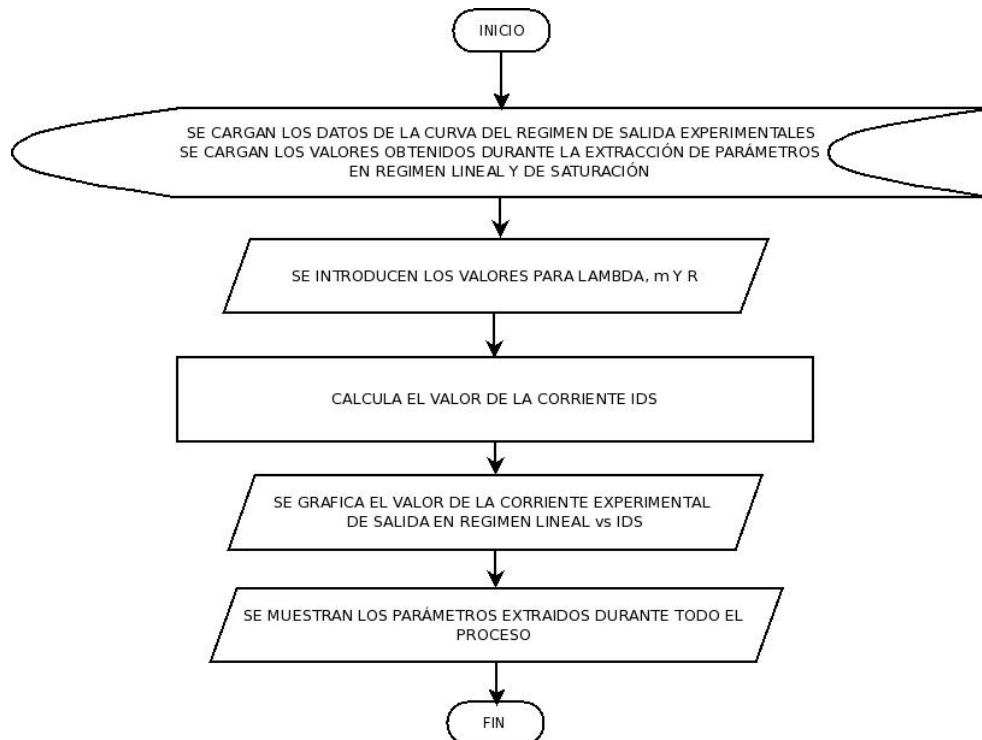 INICIO
SE CARGAN LOS DATOS DE LA CURVA DEL REGIMEN DE SALIDA EXPERIMENTALES
SE CARGAN LOS VALORES OBTENIDOS DURANTE LA EXTRACCIÓN DE PARÁMETROS
EN REGIMEN LINEAL Y DE SATURACIÓN
SE INTRODUCEN LOS VALORES PARA LAMBDA, m Y R
CALCULA EL VALOR DE LA CORRIENTE IDS
SE GRAFICA EL VALOR DE LA CORRIENTE EXPERIMENTAL
DE SALIDA EN REGIMEN LINEAL vs IDS
SE MUESTRAN LOS PARÁMETROS EXTRAIDOS DURANTE TODO EL
PROCESO
FIN